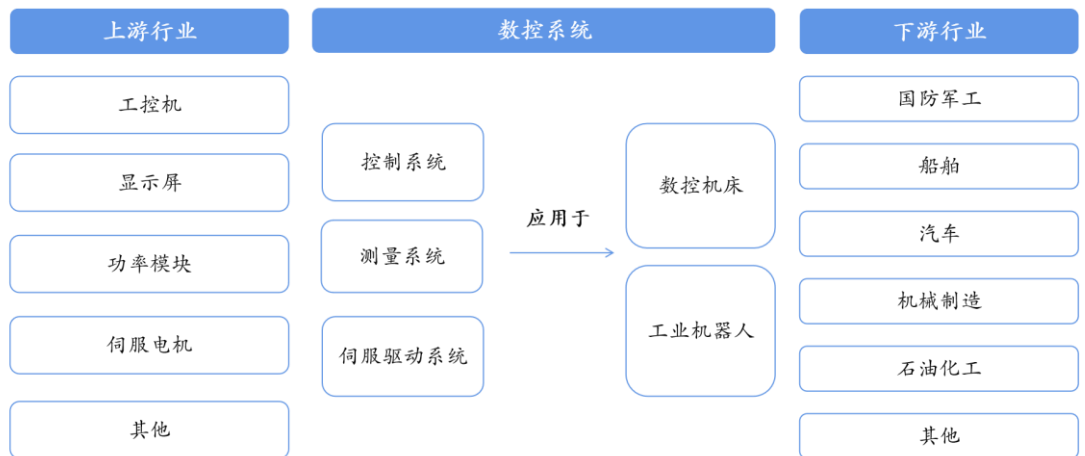 上游行业
工控机
显示屏
功率模块
伺服电机
其他
数控系统
控制系统
测量系统
伺服驱动系统
应用于
数控机床
工业机器人
下游行业
国防军工
船舶
汽车
机械制造
石油化工
其他